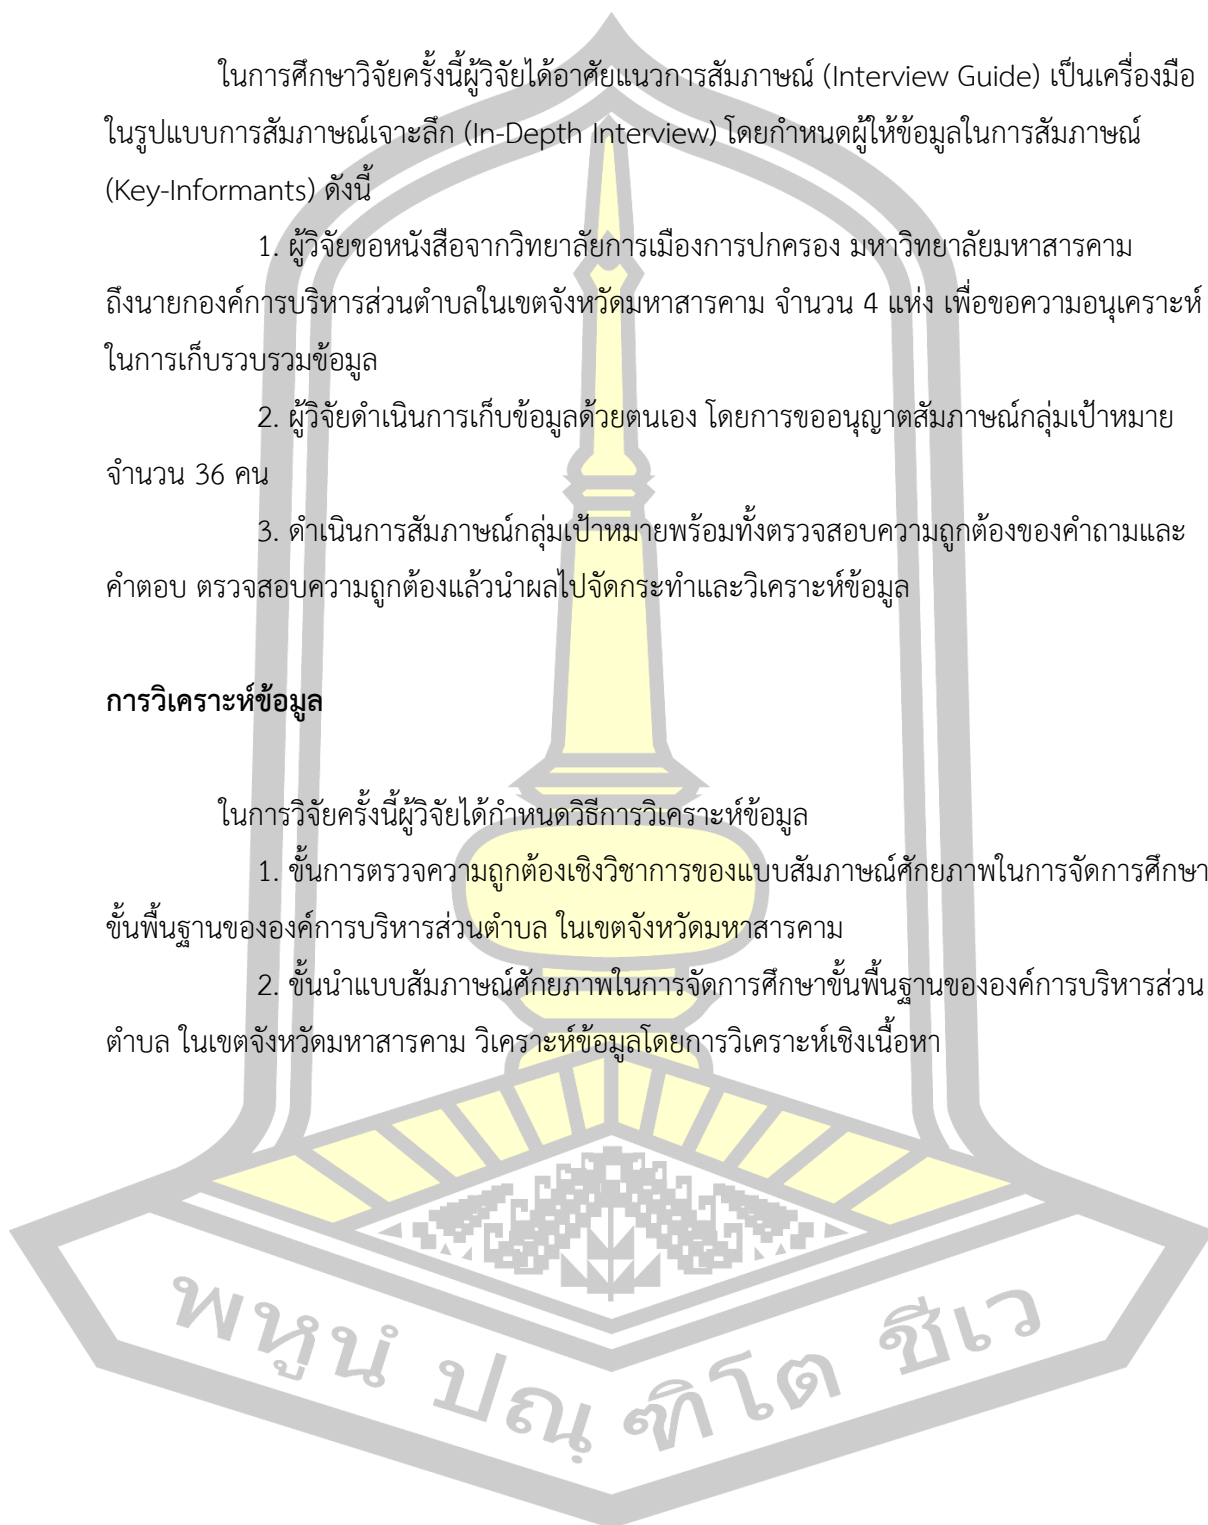 ในการศึกษาวิจัยครั้งนี้ผู้วิจัยได้อาศัยแนวการสัมภาษณ์ (Interview Guide) เป็นเครื่องมือ
ในรูปแบบการสัมภาษณ์เจาะลึก (In-Depth Interview) โดยกำหนดผู้ให้ข้อมูลในการสัมภาษณ์
(Key-Informants) ดังนี้
1. ผู้วิจัยขอหนังสือจากวิทยาลัยการเมืองการปกครอง มหาวิทยาลัยมหาสารคาม
ถึงนายกองค์การบริหารส่วนตำบลในเขตจังหวัดมหาสารคาม จำนวน 4 แห่ง เพื่อขอความอนุเคราะห์
ในการเก็บรวบรวมข้อมูล
2. ผู้วิจัยดำเนินการเก็บข้อมูลด้วยตนเอง โดยการขออนุญาตสัมภาษณ์กลุ่มเป้าหมาย
จำนวน 36 คน
3. ดำเนินการสัมภาษณ์กลุ่มเป้าหมายพร้อมทั้งตรวจสอบความถูกต้องของคำถามและ
คำตอบ ตรวจสอบความถูกต้องแล้วนำผลไปจัดกระทำและวิเคราะห์ข้อมูล
การวิเคราะห์ข้อมูล
ในการวิจัยครั้งนี้ผู้วิจัยได้กำหนดวิธีการวิเคราะห์ข้อมูล
1. ขั้นการตรวจความถูกต้องเชิงวิชาการของแบบสัมภาษณ์ศักยภาพในการจัดการศึกษา
ขั้นพื้นฐานขององค์การบริหารส่วนตำบล ในเขตจังหวัดมหาสารคาม
2. ขั้นนำแบบสัมภาษณ์ศักยภาพในการจัดการศึกษาขั้นพื้นฐานขององค์การบริหารส่วน
ตำบล ในเขตจังหวัดมหาสารคาม วิเคราะห์ข้อมูลโดยการวิเคราะห์เชิงเนื้อหา
พหูนํ ปณฺ ฑิโต ชีเว